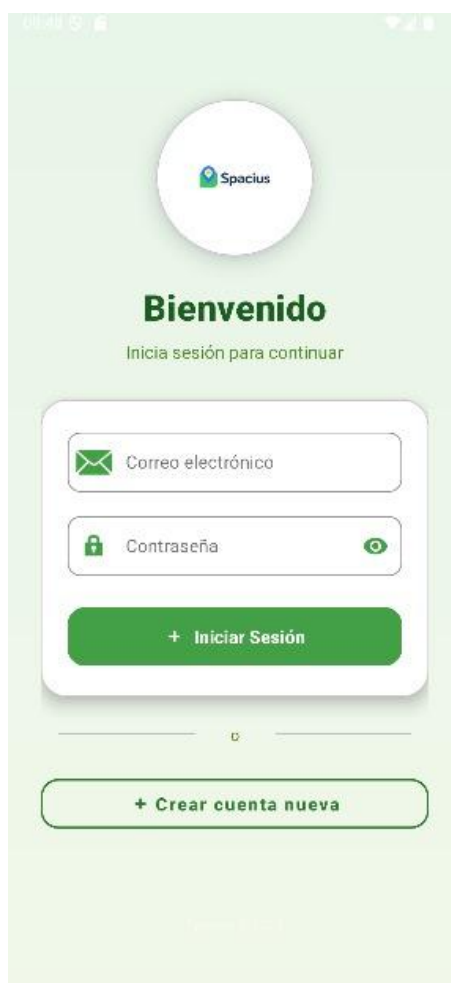 Spacius
Bienvenido
Inicia sesión para continuar
Correo electrónico
Contraseña
+ Iniciar Sesión
o
+ Crear cuenta nueva